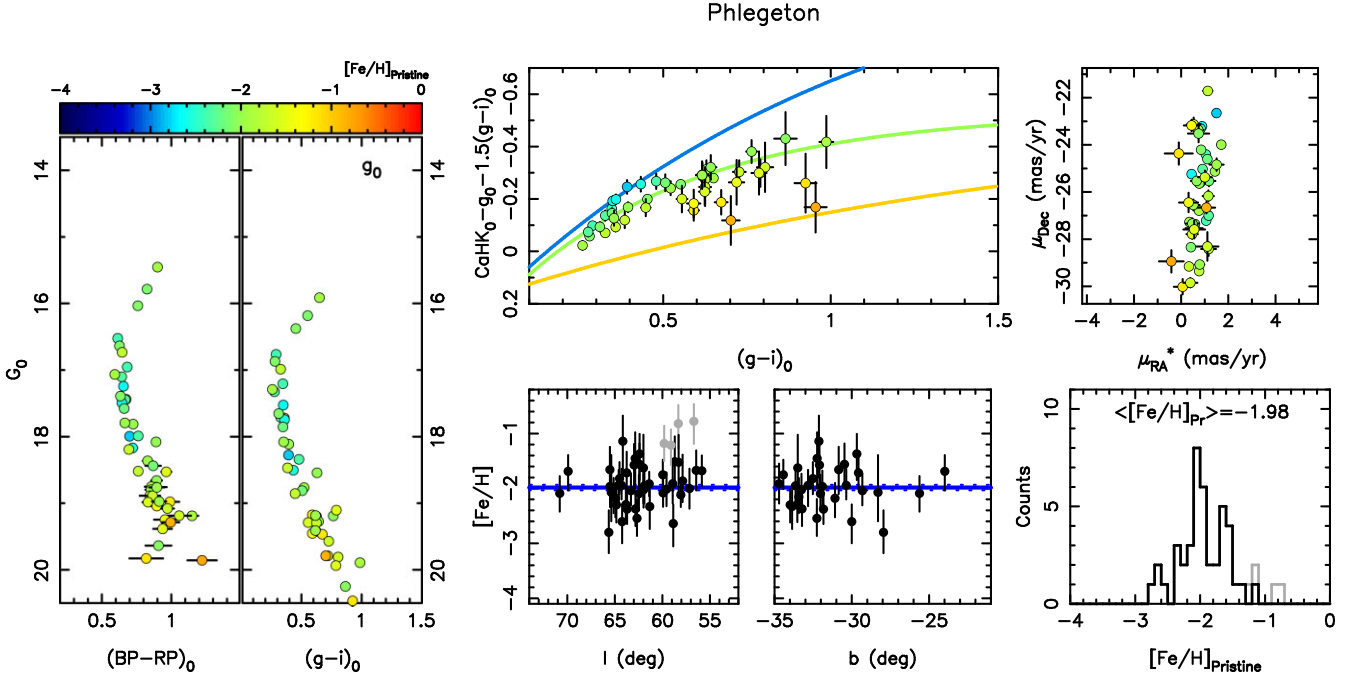 Phlegeton
[Fe/H]Pristine
−4 −3 −2 −1 0
g0
14 16 18 20
G0
0.5 1
(BP−RP)0
14 16 18 20
0.5 1 1.5
(g−i)0
−0.6 −0.4 −0.2 0 0.2
CaHK0−g0−1.5(g−i)0
0.5 1 1.5
(g−i)0
−22 −24 −26 −28 −30
μDec (mas/yr)
−4 −2 0 2 4
μRA* (mas/yr)
−1 −2 −3 −4
[Fe/H]
70 65 60 55
l (deg)
−35 −30 −25
b (deg)
<[Fe/H]Pr>=−1.98
10 5 0
Counts
−4 −3 −2 −1 0
[Fe/H]Pristine